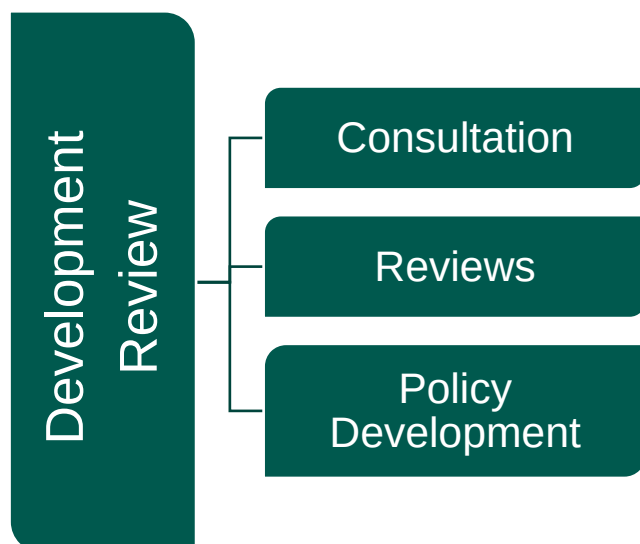 Development
Review
Consultation
Reviews
Policy
Development